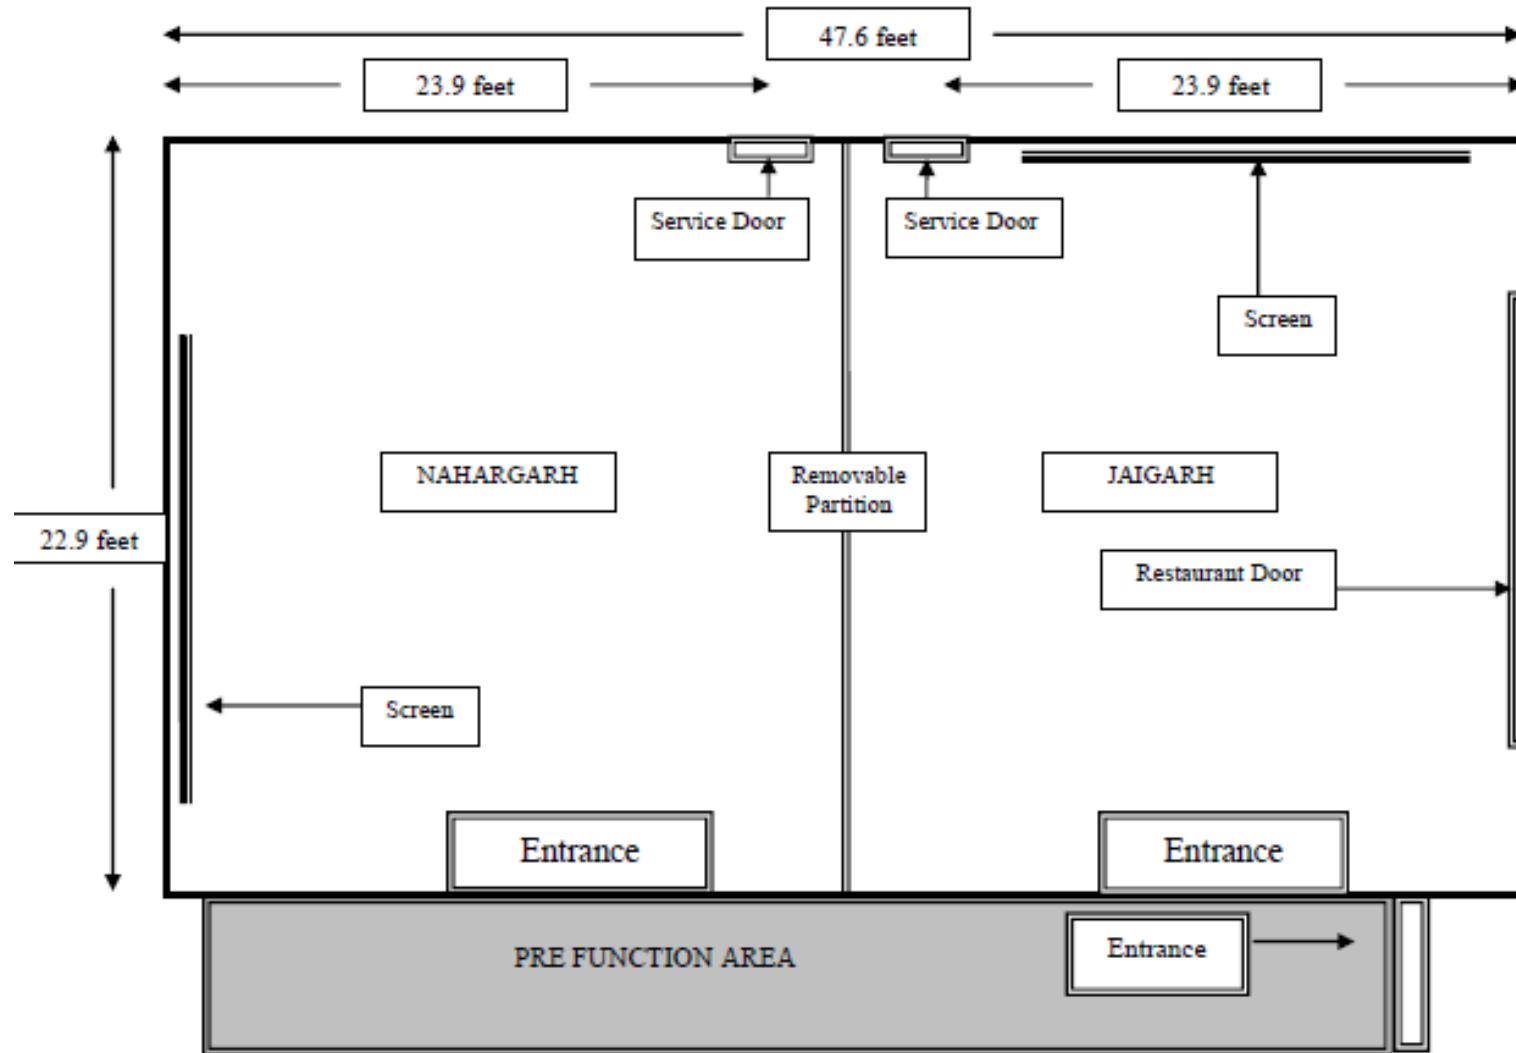 47.6 feet
23.9 feet
23.9 feet
Service Door
Service Door
Screen
NAHARGARH
Removable
Partition
JAIGARH
22.9 feet
Restaurant Door
Screen
Entrance
Entrance
PRE FUNCTION AREA
Entrance